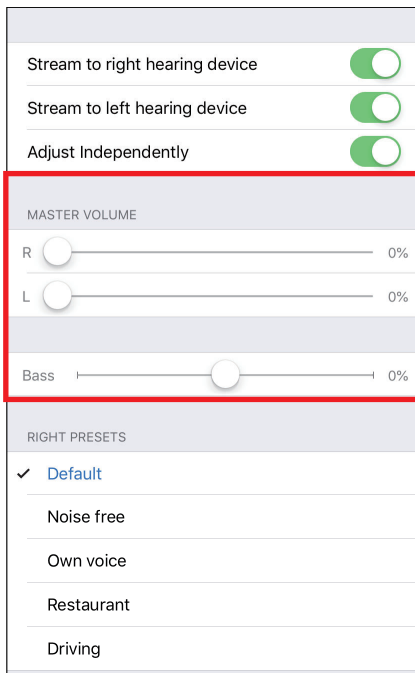 Stream to right hearing device
Stream to left hearing device
Adjust Independently
MASTER VOLUME
R 0%
L 0%
Bass 0%
RIGHT PRESETS
Default
Noise free
Own voice
Restaurant
Driving